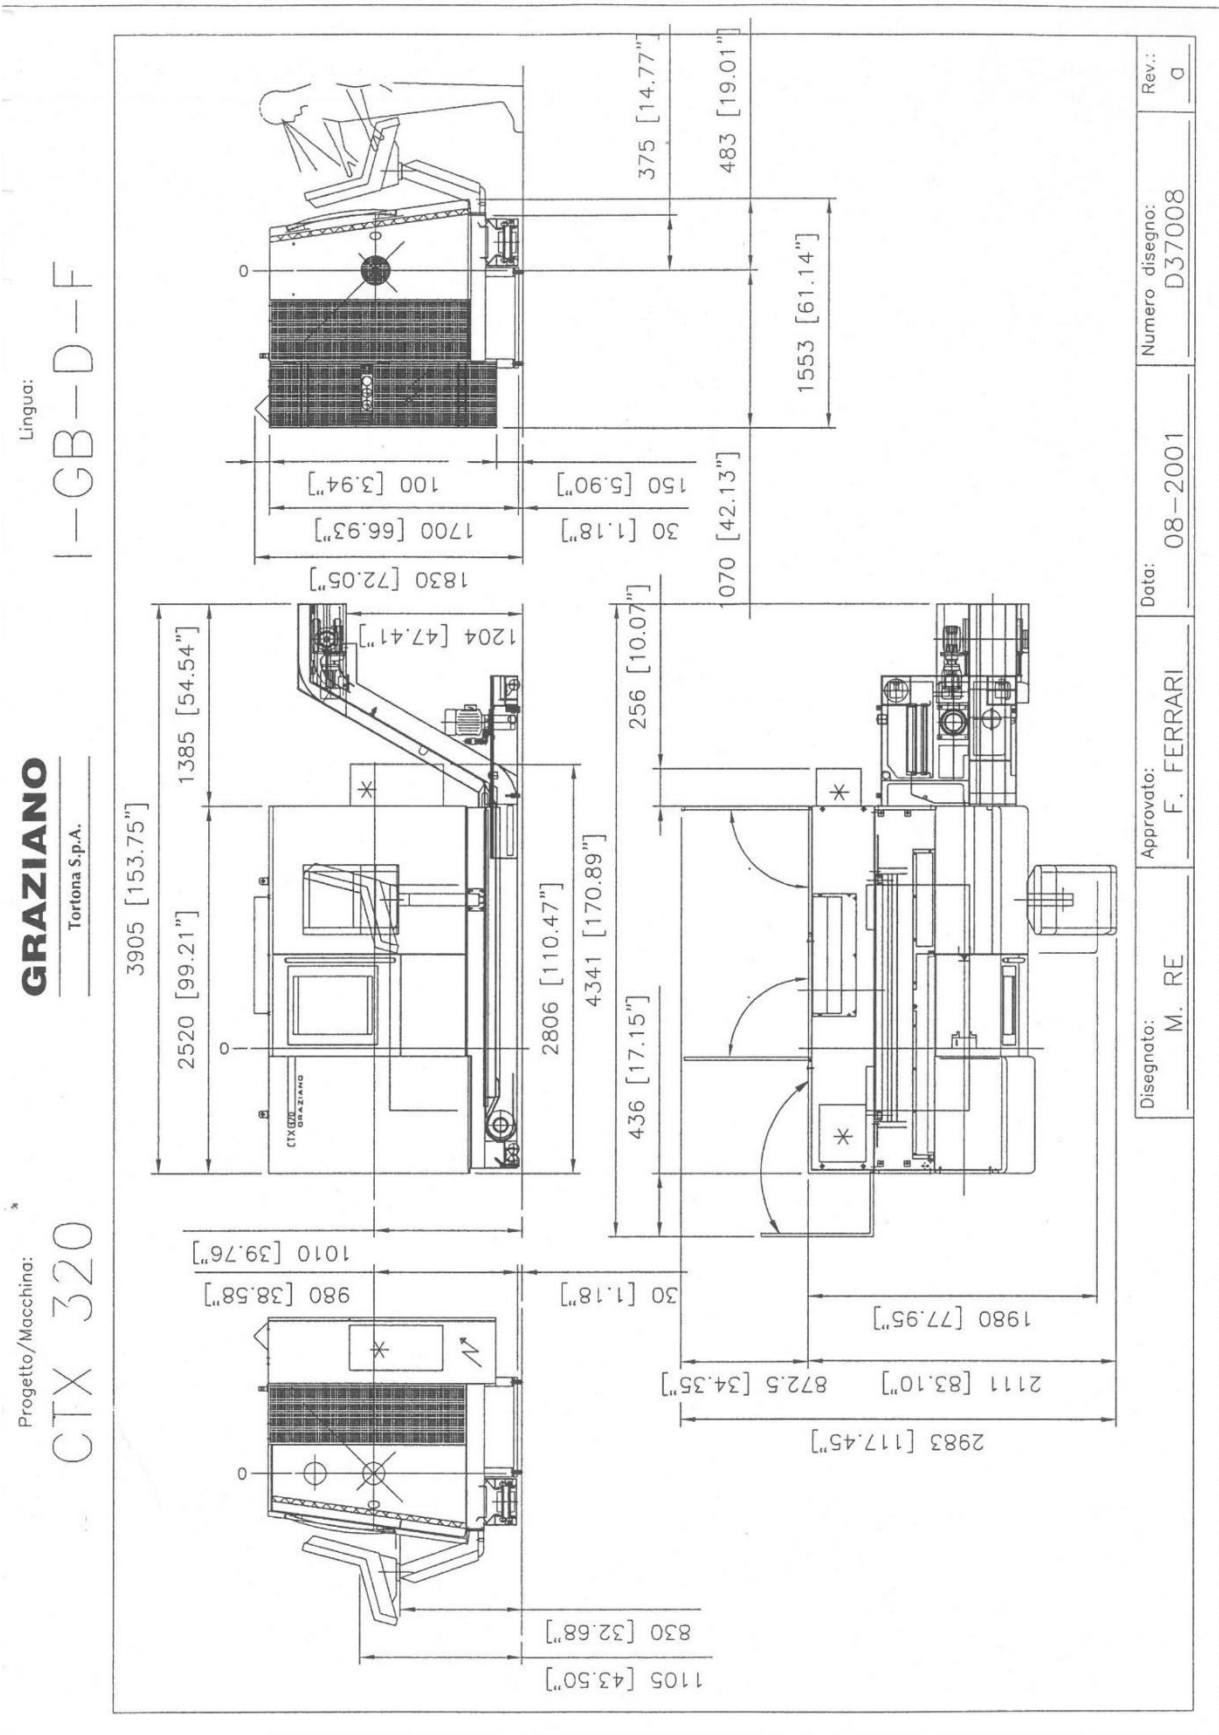 Progetto/Macchina:
CTX 320
GRAZIANO
Tortona S.p.A.
Lingua:
I-GB-D-F
1105 [43.50"]
830 [32.68"]
980 [38.58"]
1010 [39.76"]
30 [1.18"]
0
3905 [153.75"]
2520 [99.21"]
1385 [54.54"]
0
CTX 320
GRAZIANO
1204 [47.41"]
2806 [110.47"]
1830 [72.05"]
1700 [66.93"]
100 [3.94"]
150 [5.90"]
30 [1.18"]
0
375 [14.77"]
483 [19.01"]
1553 [61.14"]
1070 [42.13"]
4341 [170.89"]
436 [17.15"]
256 [10.07"]
1980 [77.95"]
872.5 [34.35"]
2111 [83.10"]
2983 [117.45"]
Disegnato:
M. RE
Approvato:
F. FERRARI
Data:
08-2001
Numero disegno:
D37008
Rev.:
a